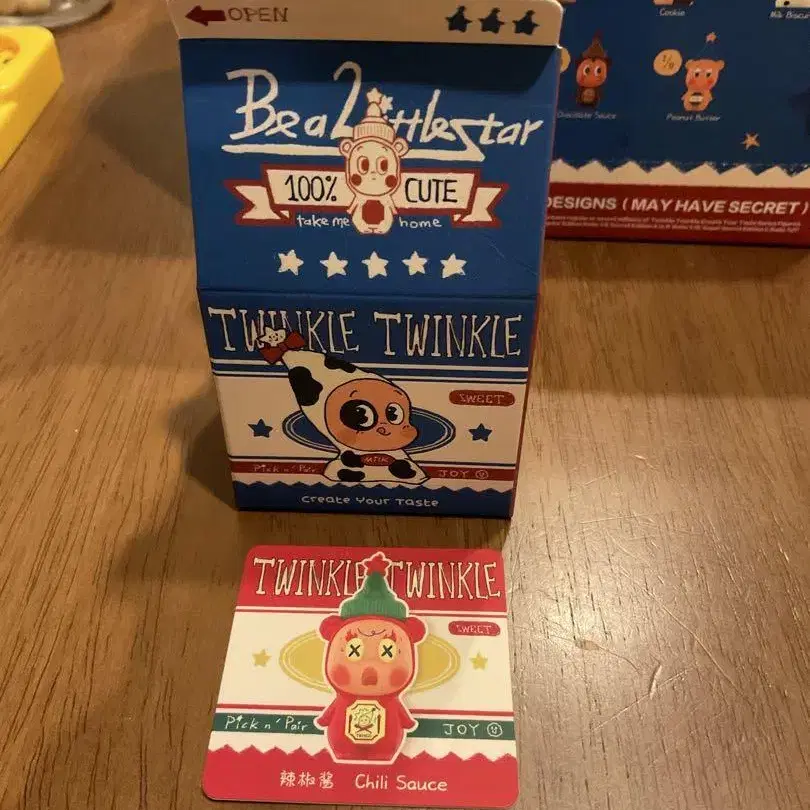 OPEN
Be a Little Star
100% CUTE
take me home
TWINKLE TWINKLE
SWEET
MILK
Pick n' Pair
JOY
Create Your Taste
Cookie
1/9
Chocolate Sauce
Peanut Butter
DESIGNS (MAY HAVE SECRET)
TWINKLE TWINKLE
SWEET
Pick n' Pair
JOY
辣椒酱 Chili Sauce